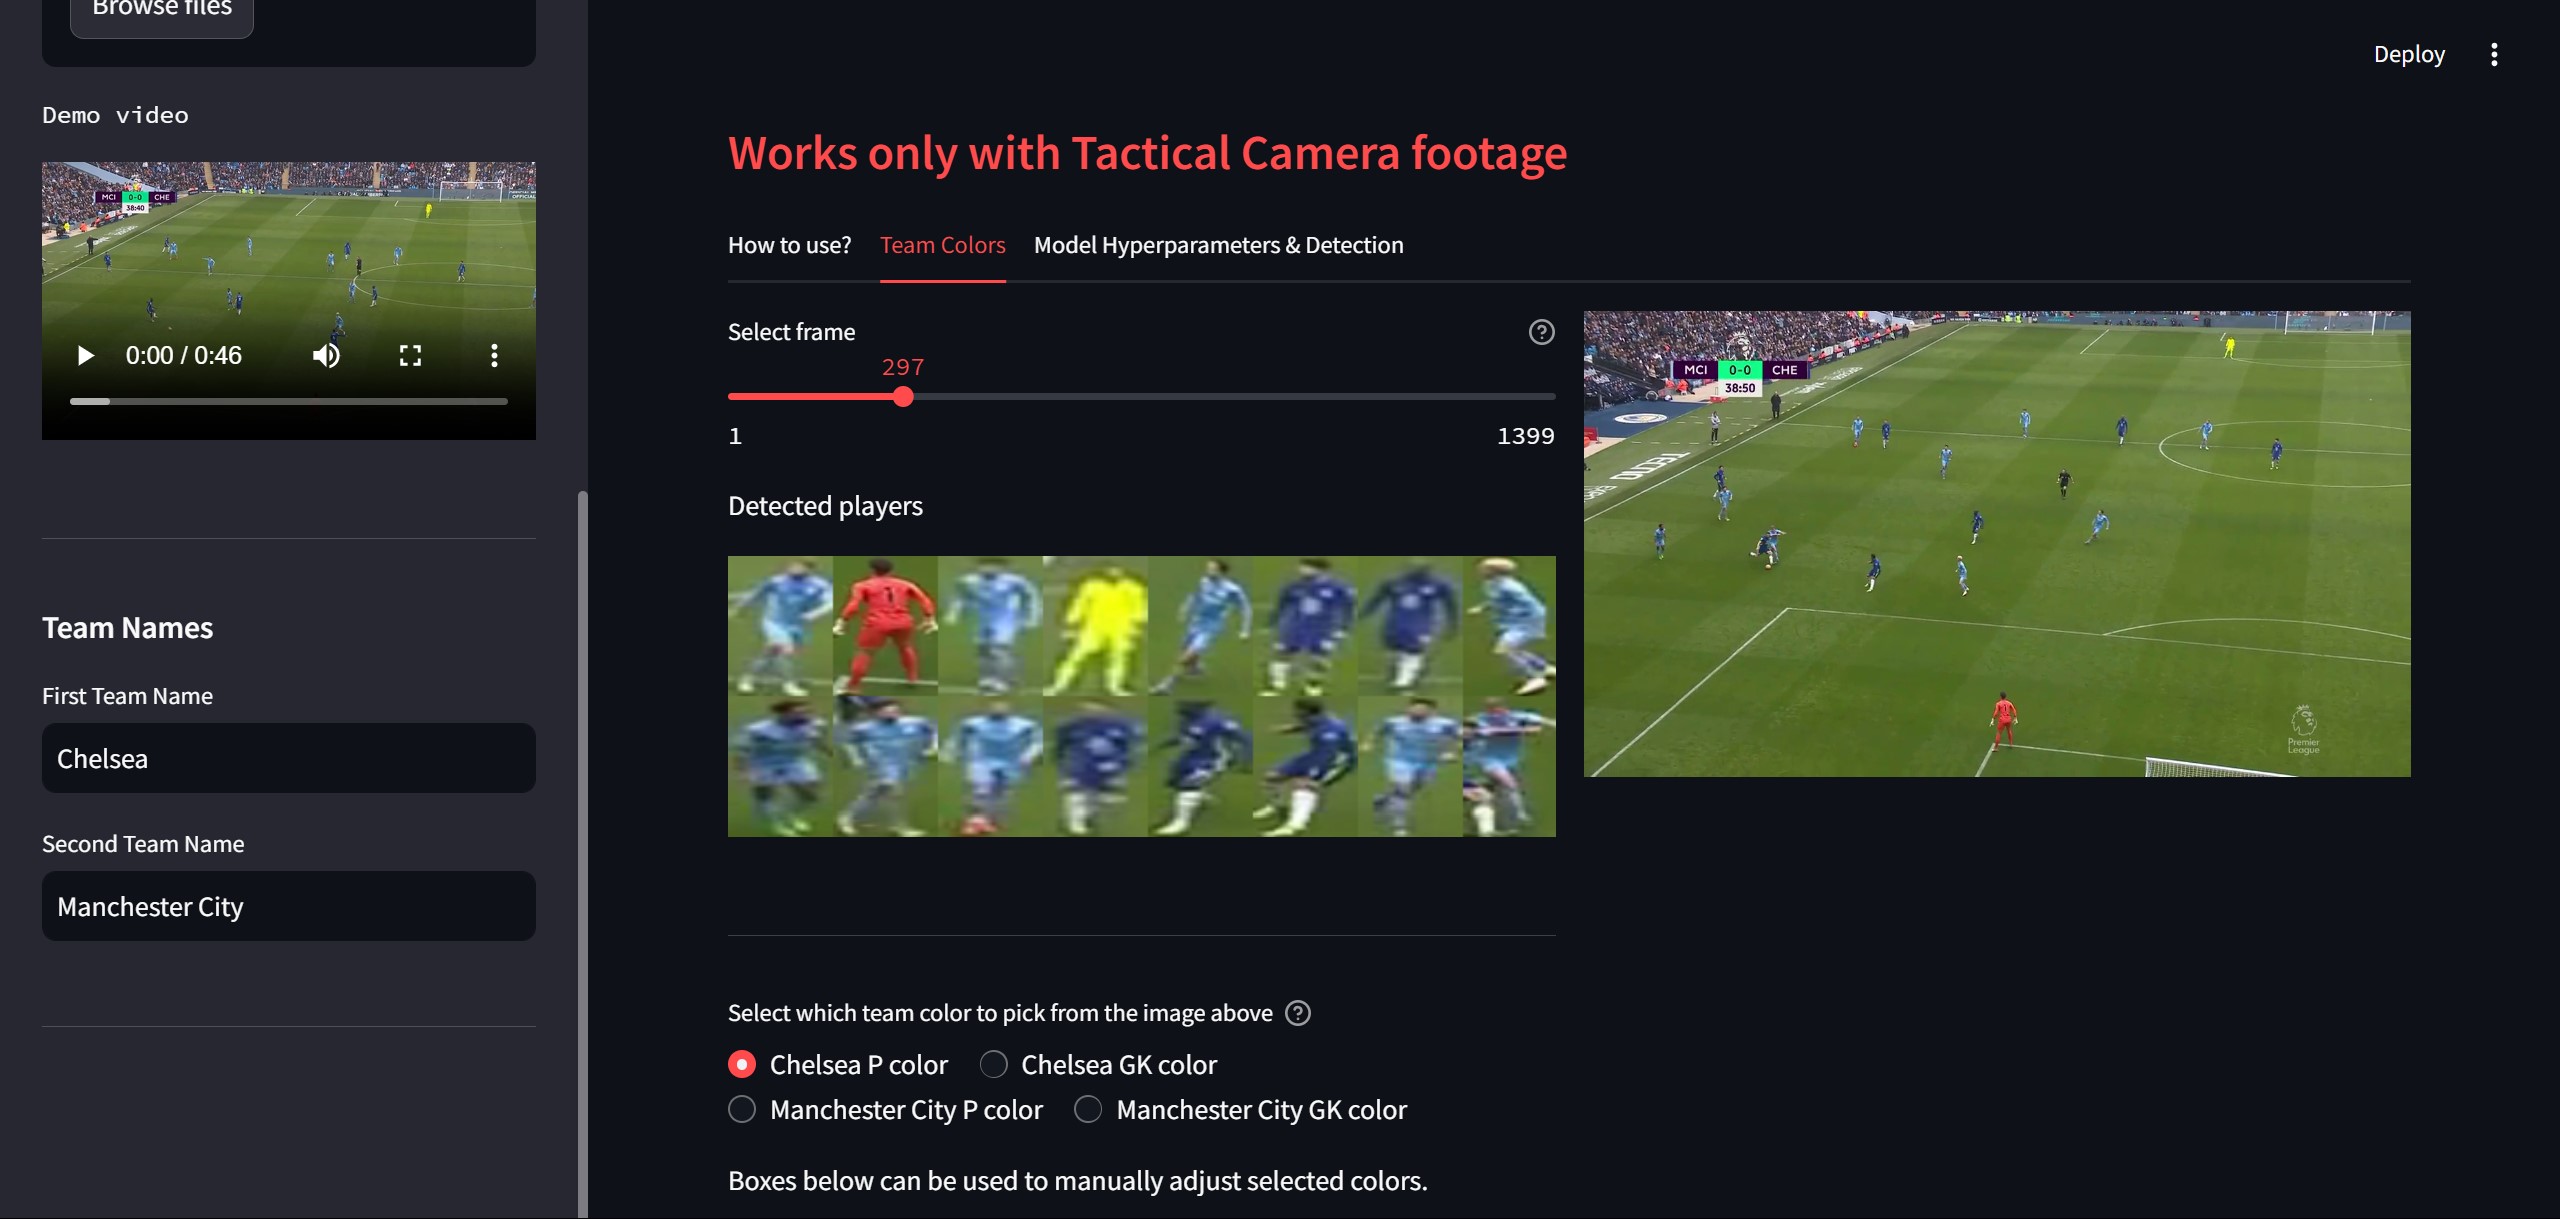 Browse files
Demo video
MCI 0-0 CHE
38:40
0:00 / 0:46
Team Names
First Team Name
Chelsea
Second Team Name
Manchester City
Deploy
Works only with Tactical Camera footage
How to use? Team Colors Model Hyperparameters & Detection
Select frame
297
1 1399
Detected players
1
MCI 0-0 CHE
38:50
TECNO
1
Premier
League
Select which team color to pick from the image above
Chelsea P color Chelsea GK color
Manchester City P color Manchester City GK color
Boxes below can be used to manually adjust selected colors.